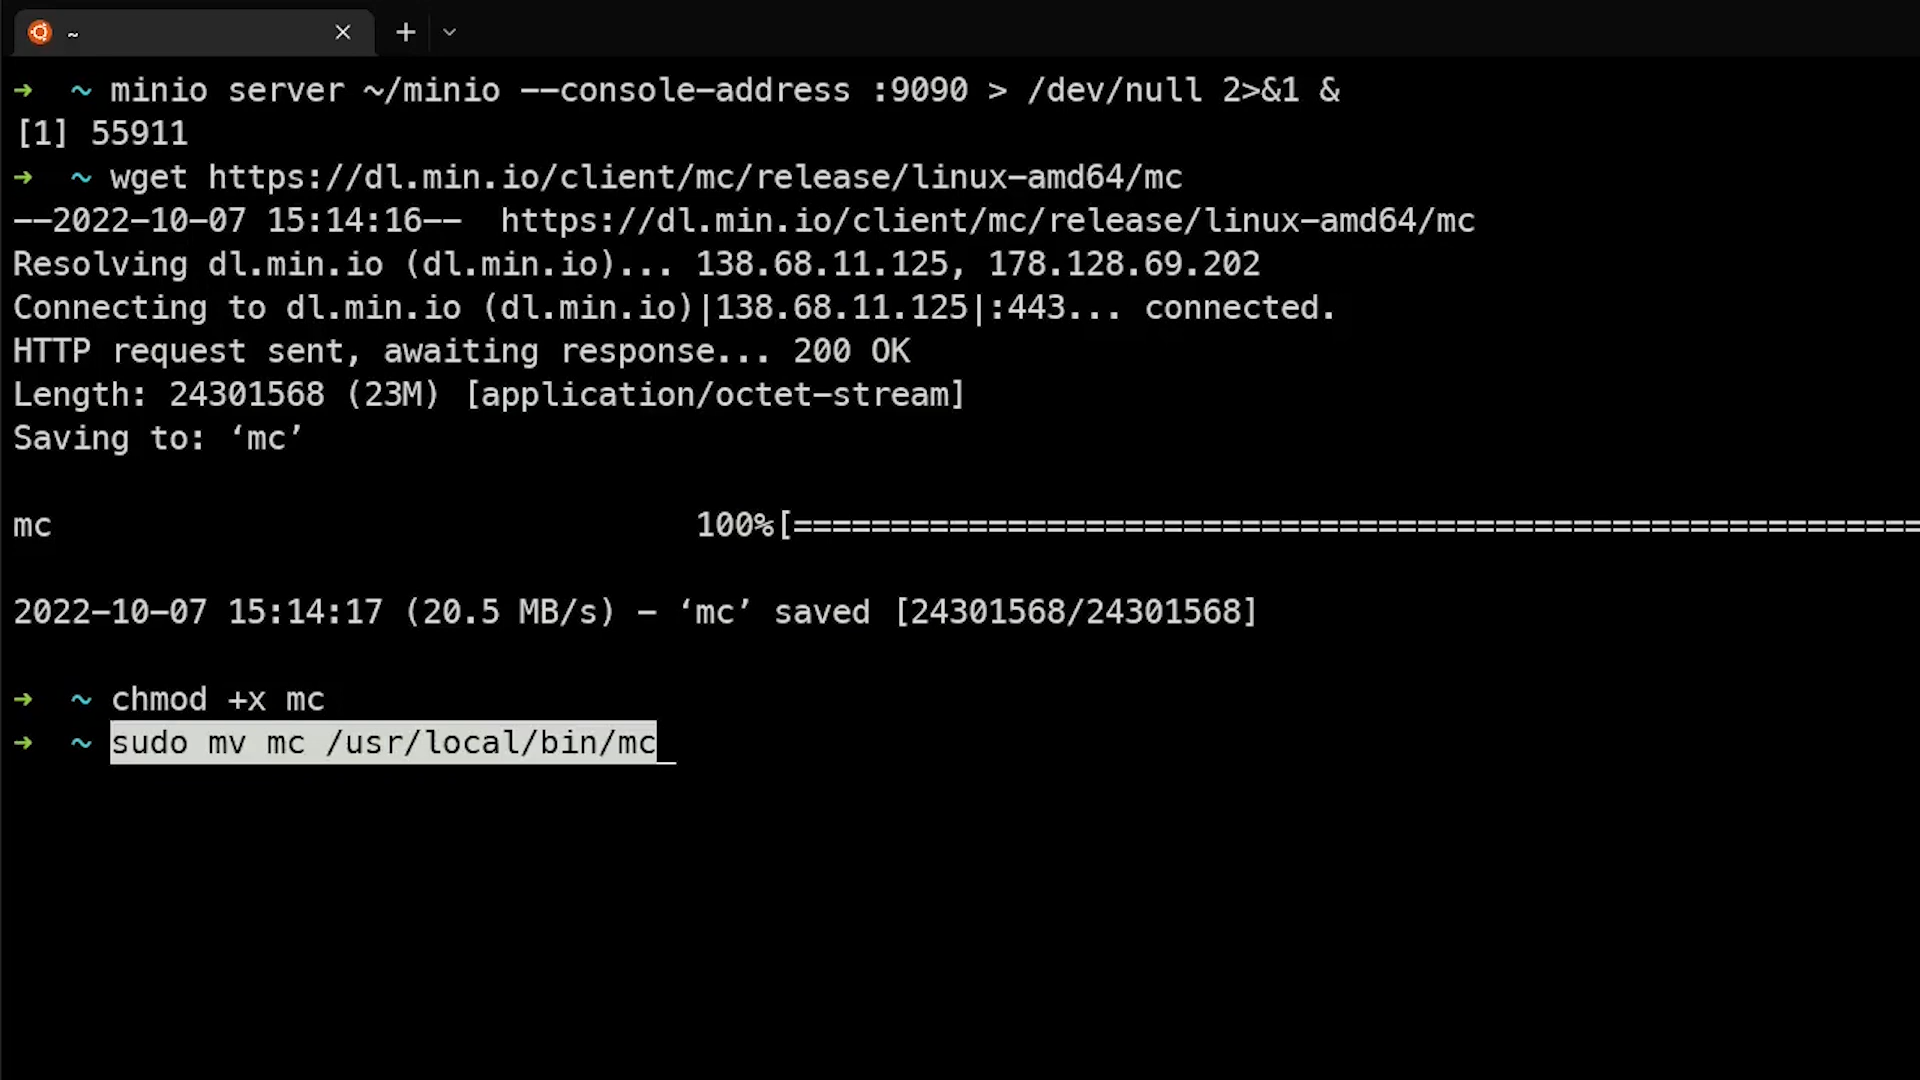 ~
➜  ~ minio server ~/minio --console-address :9090 > /dev/null 2>&1 &
[1] 55911
➜  ~ wget https://dl.min.io/client/mc/release/linux-amd64/mc
--2022-10-07 15:14:16--  https://dl.min.io/client/mc/release/linux-amd64/mc
Resolving dl.min.io (dl.min.io)... 138.68.11.125, 178.128.69.202
Connecting to dl.min.io (dl.min.io)|138.68.11.125|:443... connected.
HTTP request sent, awaiting response... 200 OK
Length: 24301568 (23M) [application/octet-stream]
Saving to: ‘mc’
mc 100%[==========================================================
2022-10-07 15:14:17 (20.5 MB/s) - ‘mc’ saved [24301568/24301568]
➜  ~ chmod +x mc
➜  ~ sudo mv mc /usr/local/bin/mc